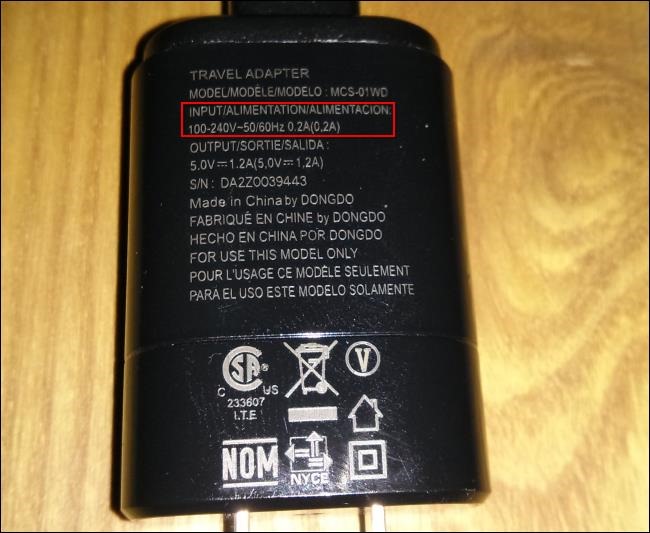 TRAVEL ADAPTER
MODEL/MODÈLE/MODELO : MCS-01WD
INPUT/ALIMENTATION/ALIMENTACIÓN:
100-240V~50/60Hz 0.2A(0,2A)
OUTPUT/SORTIE/SALIDA :
5.0V⎓1.2A(5,0V⎓1,2A)
S/N : DA2Z0039443
Made in China by DONGDO
FABRIQUÉ EN CHINE by DONGDO
HECHO EN CHINA POR DONGDO
FOR USE THIS MODEL ONLY
POUR L'USAGE CE MODÈLE SEULEMENT
PARA EL USO ESTE MODELO SOLAMENTE
SA® V
C US
233607
I.T.E
NOM
NYCE